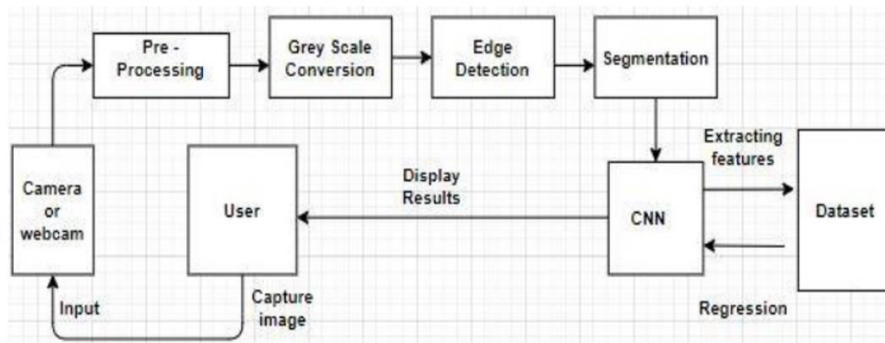 Pre -
Processing
Grey Scale
Conversion
Edge
Detection
Segmentation
Camera
or
webcam
User
Display
Results
CNN
Extracting
features
Dataset
Regression
Input
Capture
image